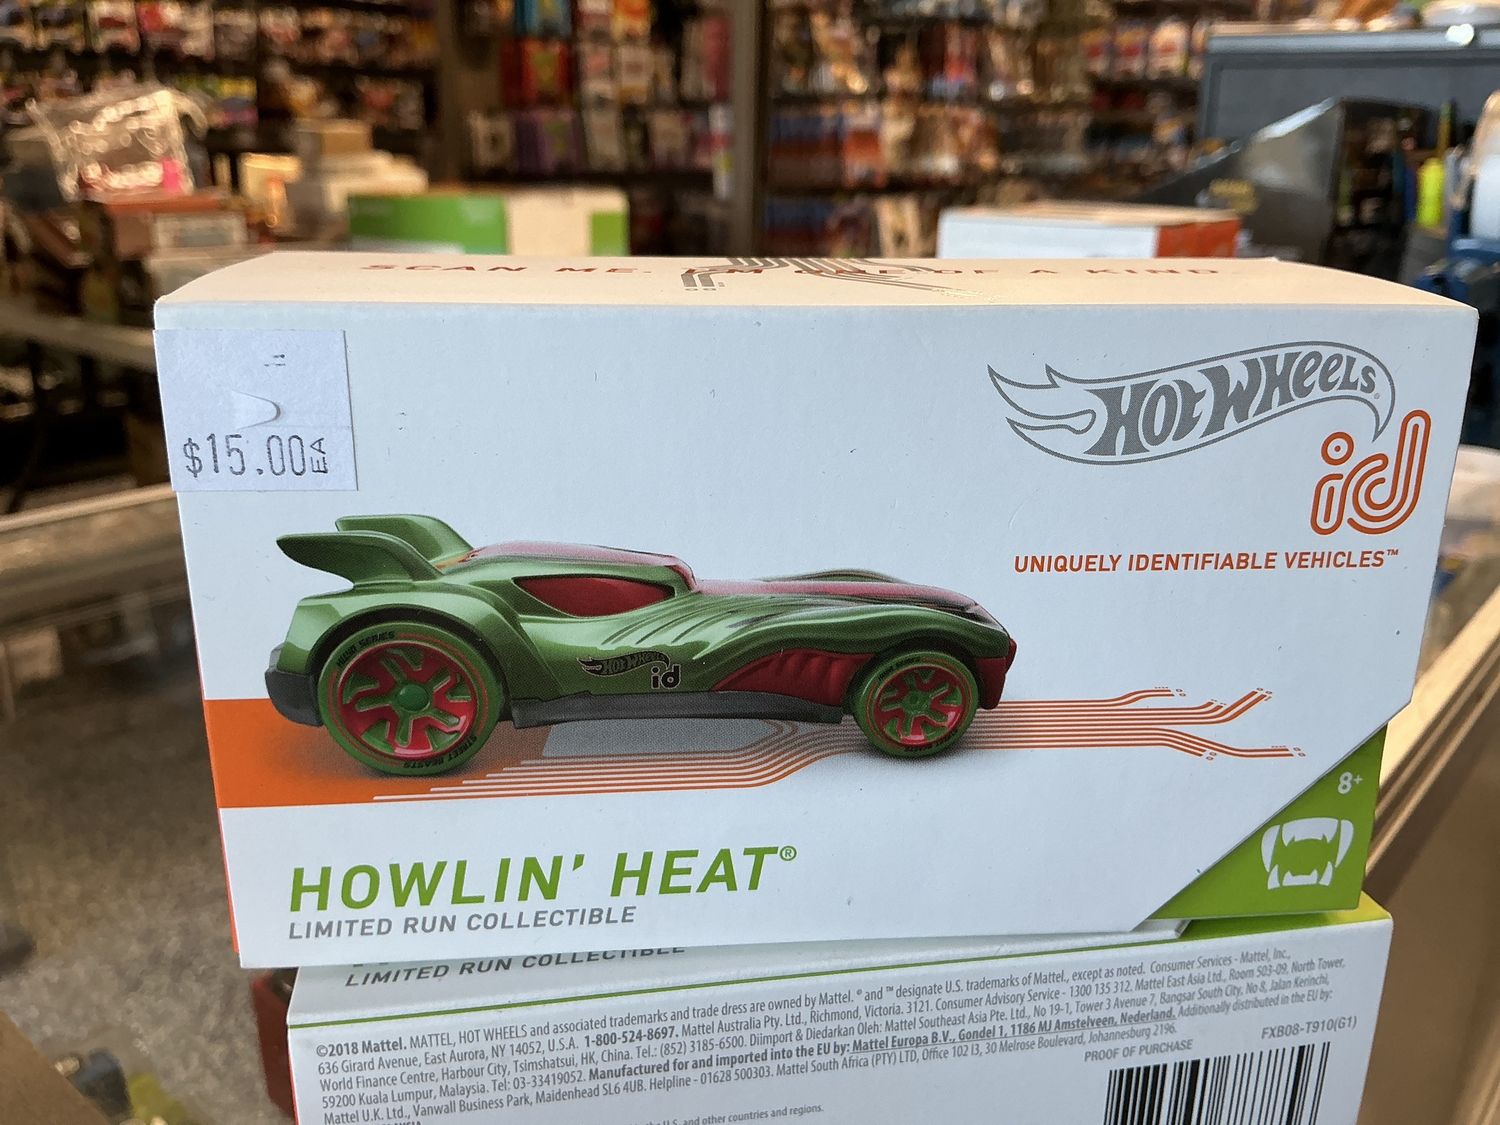 SCAN ME. I'M ONE OF A KIND
$15.00EA
HOT WHEELS
id
UNIQUELY IDENTIFIABLE VEHICLES™
HOT WHEELS
id
STREET BEASTS
8+
HOWLIN' HEAT®
LIMITED RUN COLLECTIBLE
LIMITED RUN COLLECTIBLE
©2018 Mattel. MATTEL, HOT WHEELS and associated trademarks and trade dress are owned by Mattel. ® and ™ designate U.S. trademarks of Mattel, except as noted. Consumer Services - Mattel, Inc.,
636 Girard Avenue, East Aurora, NY 14052, U.S.A. 1-800-524-8697. Mattel Australia Pty. Ltd., Richmond, Victoria. 3121. Consumer Advisory Service - 1300 135 312. Mattel East Asia Ltd., Room 503-09, North Tower,
World Finance Centre, Harbour City, Tsimshatsui, HK, China. Tel.: (852) 3185-6500. Diimport & Diedarkan Oleh: Mattel Southeast Asia Pte. Ltd., No 19-1, Tower 3 Avenue 7, Bangsar South City, No 8, Jalan Kerinchi,
59200 Kuala Lumpur, Malaysia. Tel: 03-33419052. Manufactured for and imported into the EU by: Mattel Europa B.V., Gondel 1, 1186 MJ Amstelveen, Nederland. Additionally distributed in the EU by:
Mattel U.K. Ltd., Vanwall Business Park, Maidenhead SL6 4UB. Helpline - 01628 500303. Mattel South Africa (PTY) LTD, Office 102 I3, 30 Melrose Boulevard, Johannesburg 2196.
FXB08-T910(G1)
PROOF OF PURCHASE
U.S. and other countries and regions.